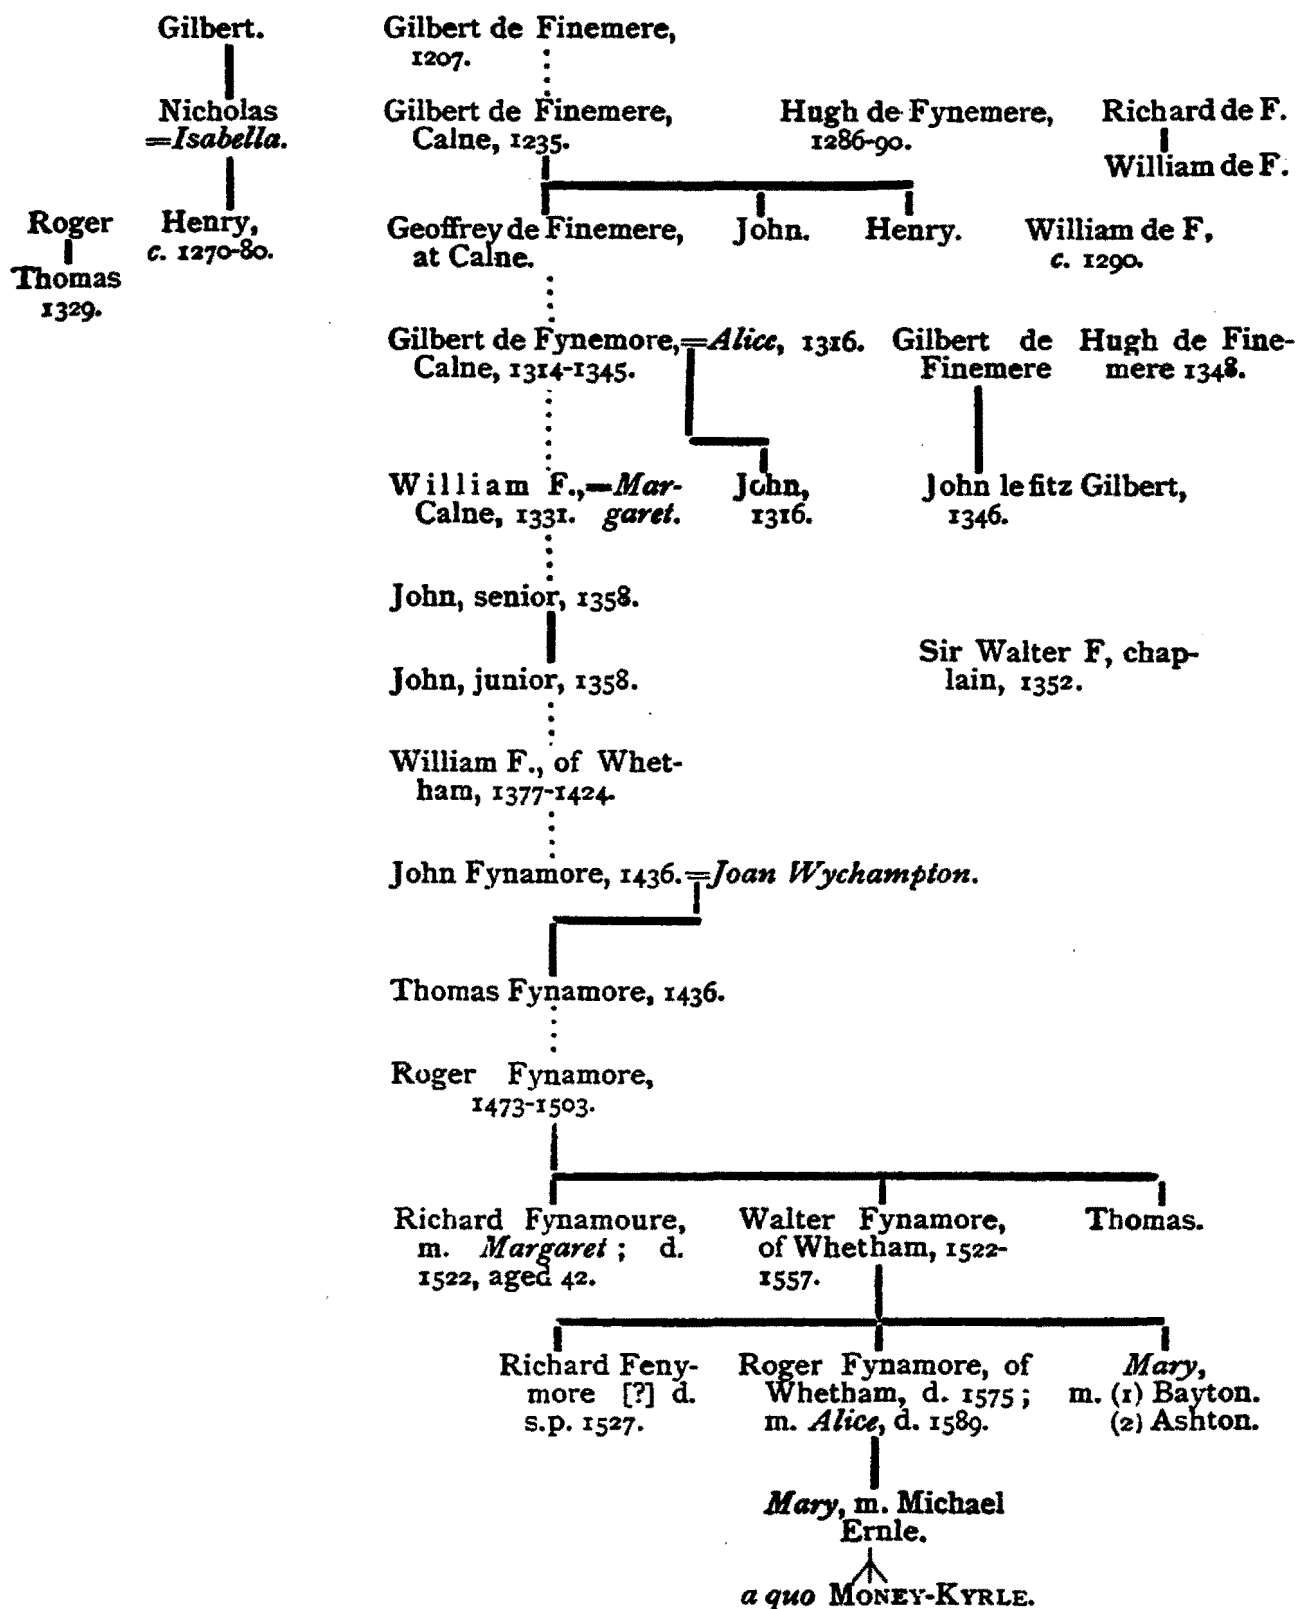 Gilbert.
Gilbert de Finemere,
1207.
Nicholas
=Isabella.
Gilbert de Finemere,
Calne, 1235.
Hugh de Fynemere,
1286-90.
Richard de F.
William de F.
Roger
Thomas
1329.
Henry,
c. 1270-80.
Geoffrey de Finemere,
at Calne.
John.
Henry.
William de F,
c. 1290.
Gilbert de Fynemore,=Alice, 1316.
Calne, 1314-1345.
Gilbert de
Finemere
Hugh de Fine-
mere 1348.
William F.,=Mar-
Calne, 1331. garet.
John,
1316.
John le fitz Gilbert,
1346.
John, senior, 1358.
Sir Walter F, chap-
lain, 1352.
John, junior, 1358.
William F., of Whet-
ham, 1377-1424.
John Fynamore, 1436.=Joan Wychampton.
Thomas Fynamore, 1436.
Roger Fynamore,
1473-1503.
Richard Fynamoure,
m. Margaret ; d.
1522, aged 42.
Walter Fynamore,
of Whetham, 1522-
1557.
Thomas.
Richard Feny-
more [?] d.
s.p. 1527.
Roger Fynamore, of
Whetham, d. 1575 ;
m. Alice, d. 1589.
Mary,
m. (1) Bayton.
(2) Ashton.
Mary, m. Michael
Ernle.
a quo MONEY-KYRLE.